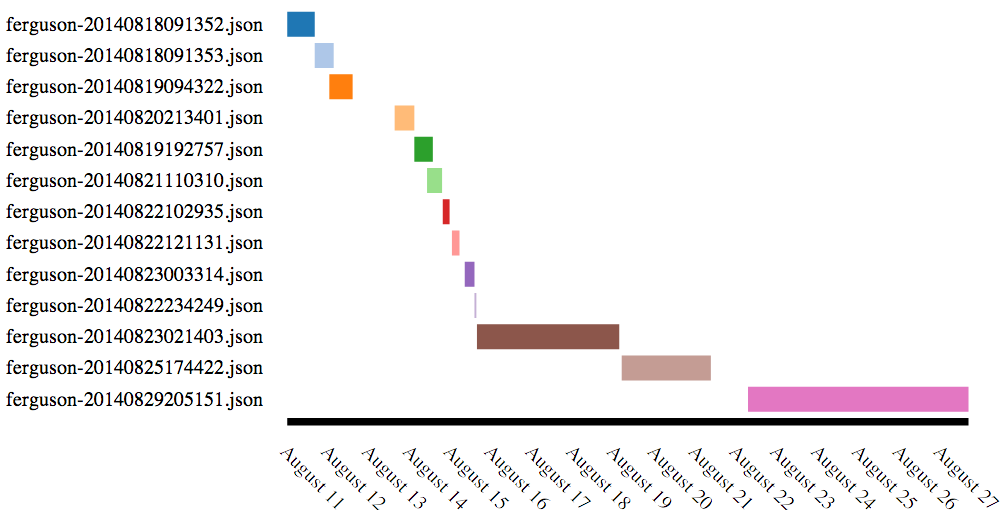 ferguson-20140818091352.json
ferguson-20140818091353.json
ferguson-20140819094322.json
ferguson-20140820213401.json
ferguson-20140819192757.json
ferguson-20140821110310.json
ferguson-20140822102935.json
ferguson-20140822121131.json
ferguson-20140823003314.json
ferguson-20140822234249.json
ferguson-20140823021403.json
ferguson-20140825174422.json
ferguson-20140829205151.json
August 11
August 12
August 13
August 14
August 15
August 16
August 17
August 18
August 19
August 20
August 21
August 22
August 23
August 24
August 25
August 26
August 27